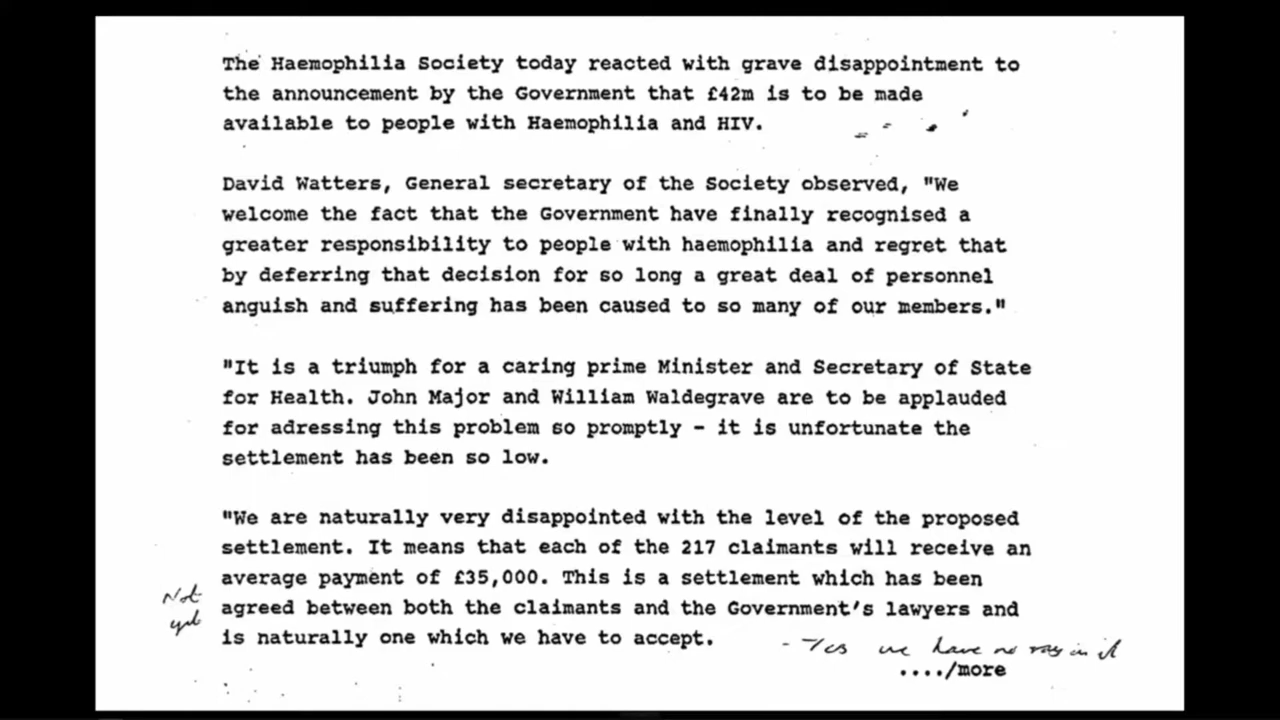 The Haemophilia Society today reacted with grave disappointment to
the announcement by the Government that £42m is to be made
available to people with Haemophilia and HIV.
David Watters, General secretary of the Society observed, "We
welcome the fact that the Government have finally recognised a
greater responsibility to people with haemophilia and regret that
by deferring that decision for so long a great deal of personnel
anguish and suffering has been caused to so many of our members."
"It is a triumph for a caring prime Minister and Secretary of State
for Health. John Major and William Waldegrave are to be applauded
for adressing this problem so promptly - it is unfortunate the
settlement has been so low.
"We are naturally very disappointed with the level of the proposed
settlement. It means that each of the 217 claimants will receive an
average payment of £35,000. This is a settlement which has been
Not
agreed between both the claimants and the Government's lawyers and
yet
is naturally one which we have to accept.
- Yes we have no say in it
..../more